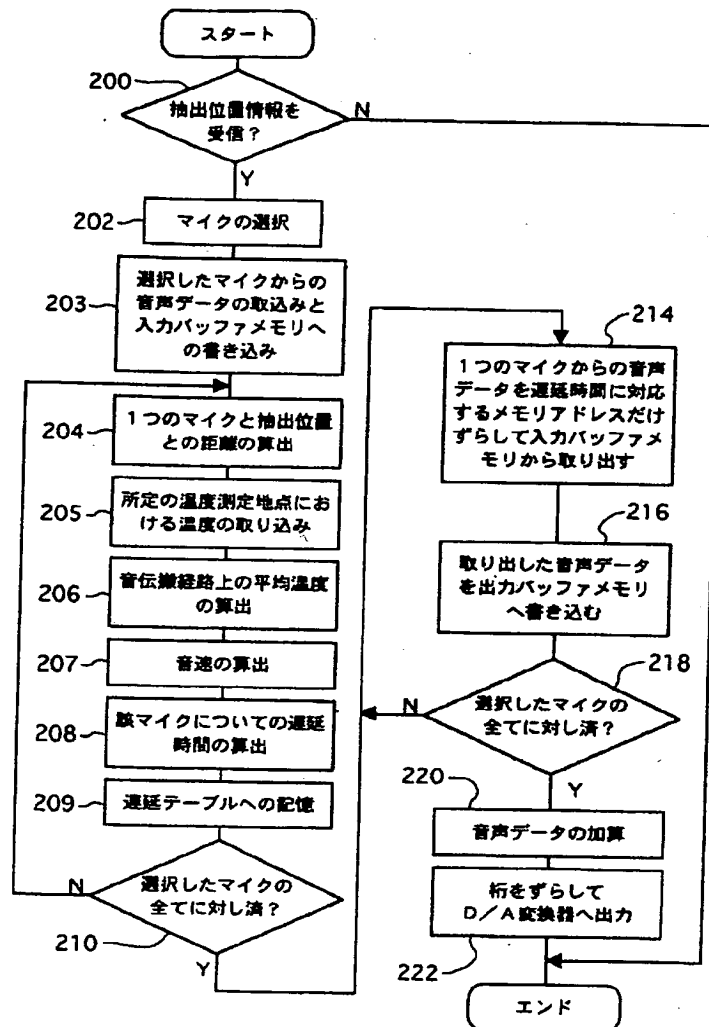 スタート
200
抽出位置情報を
受信？
N
Y
202
マイクの選択
203
選択したマイクからの
音声データの取込みと
入力バッファメモリへ
の書き込み
204
１つのマイクと抽出位置
との距離の算出
205
所定の温度測定地点にお
ける温度の取り込み
206
音伝搬経路上の平均温度
の算出
207
音速の算出
208
該マイクについての遅延
時間の算出
209
遅延テーブルへの記憶
N
選択したマイクの
全てに対し済？
210
Y
214
１つのマイクからの音声
データを遅延時間に対応
するメモリアドレスだけ
ずらして入力バッファメ
モリから取り出す
216
取り出した音声データ
を出力バッファメモリ
へ書き込む
218
N
選択したマイクの
全てに対し済？
220
Y
音声データの加算
桁をずらして
Ｄ／Ａ変換器へ出力
222
エンド